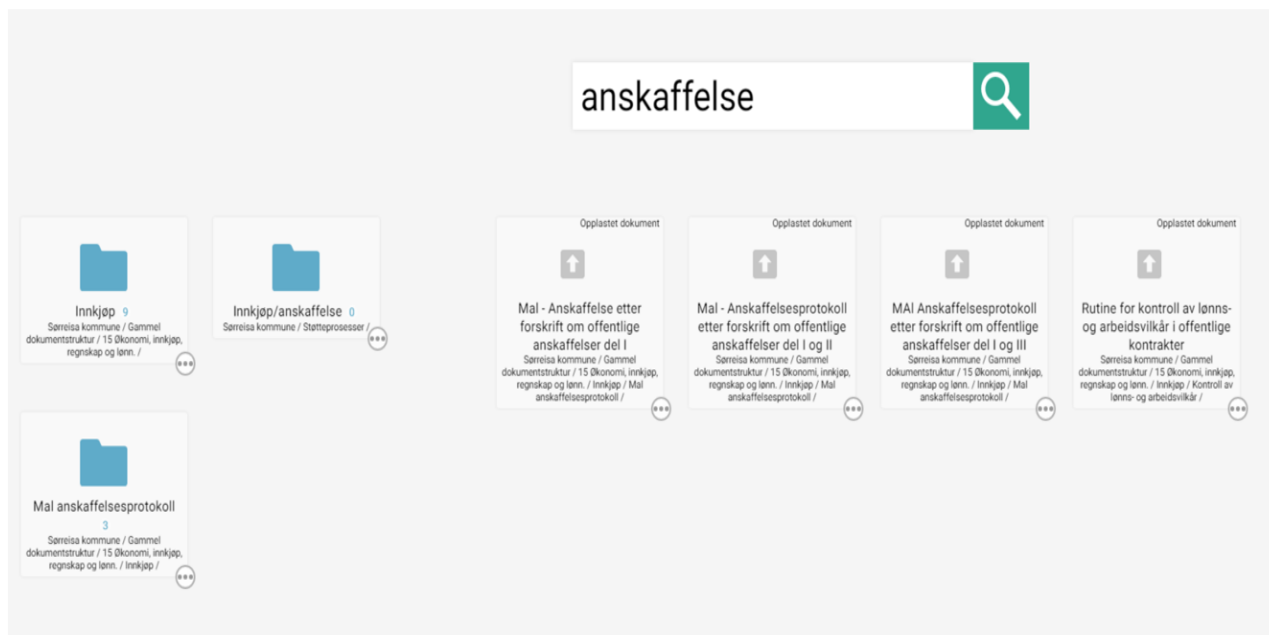 anskaffelse
Innkjøp 9
Sørreisa kommune / Gammel
dokumentstruktur / 15 Økonomi, innkjøp,
regnskap og lønn. /
Innkjøp/anskaffelse 0
Sørreisa kommune / Støtteprosesser /
Opplastet dokument
Mal - Anskaffelse etter
forskrift om offentlige
anskaffelser del I
Sørreisa kommune / Gammel
dokumentstruktur / 15 Økonomi, innkjøp,
regnskap og lønn. / Innkjøp / Mal
anskaffelsesprotokoll /
Opplastet dokument
Mal - Anskaffelsesprotokoll
etter forskrift om offentlige
anskaffelser del I og II
Sørreisa kommune / Gammel
dokumentstruktur / 15 Økonomi, innkjøp,
regnskap og lønn. / Innkjøp / Mal
anskaffelsesprotokoll /
Opplastet dokument
MAl Anskaffelsesprotokoll
etter forskrift om offentlige
anskaffelser del I og III
Sørreisa kommune / Gammel
dokumentstruktur / 15 Økonomi, innkjøp,
regnskap og lønn. / Innkjøp / Mal
anskaffelsesprotokoll /
Opplastet dokument
Rutine for kontroll av lønns-
og arbeidsvilkår i offentlige
kontrakter
Sørreisa kommune / Gammel
dokumentstruktur / 15 Økonomi, innkjøp,
regnskap og lønn. / Innkjøp / Kontroll av
lønns- og arbeidsvilkår /
Mal anskaffelsesprotokoll
3
Sørreisa kommune / Gammel
dokumentstruktur / 15 Økonomi, innkjøp,
regnskap og lønn. / Innkjøp /